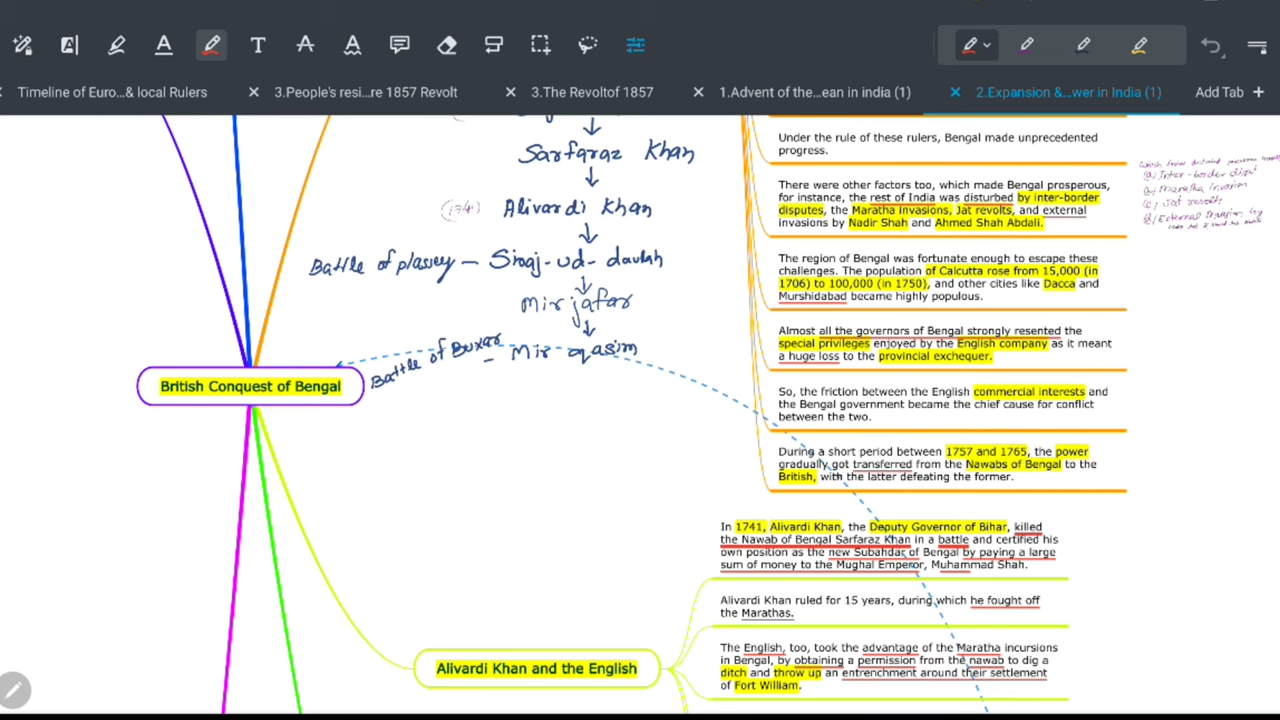 Timeline of Euro...& local Rulers
3.People's resi...re 1857 Revolt
3.The Revoltof 1857
1.Advent of the...ean in india (1)
2.Expansion &...wer in India (1)
Add Tab +
Sarfaraz Khan
(1741) Alivardi Khan
Battle of plassey - Siraj-ud-daulah
Mir jafar
Battle of Buxar - Mir qasim
British Conquest of Bengal
Under the rule of these rulers, Bengal made unprecedented
progress.
There were other factors too, which made Bengal prosperous,
for instance, the rest of India was disturbed by inter-border
disputes, the Maratha invasions, Jat revolts, and external
invasions by Nadir Shah and Ahmed Shah Abdali.
(a) Inter-border disput
(b) Maratha Invasion
(c) Jat revolt
(d) External Invasion by
The region of Bengal was fortunate enough to escape these
challenges. The population of Calcutta rose from 15,000 (in
1706) to 100,000 (in 1750), and other cities like Dacca and
Murshidabad became highly populous.
Almost all the governors of Bengal strongly resented the
special privileges enjoyed by the English company as it meant
a huge loss to the provincial exchequer.
So, the friction between the English commercial interests and
the Bengal government became the chief cause for conflict
between the two.
During a short period between 1757 and 1765, the power
gradually got transferred from the Nawabs of Bengal to the
British, with the latter defeating the former.
In 1741, Alivardi Khan, the Deputy Governor of Bihar, killed
the Nawab of Bengal Sarfaraz Khan in a battle and certified his
own position as the new Subahdar of Bengal by paying a large
sum of money to the Mughal Emperor, Muhammad Shah.
Alivardi Khan ruled for 15 years, during which he fought off
the Marathas.
The English, too, took the advantage of the Maratha incursions
in Bengal, by obtaining a permission from the nawab to dig a
ditch and throw up an entrenchment around their settlement
of Fort William.
Alivardi Khan and the English